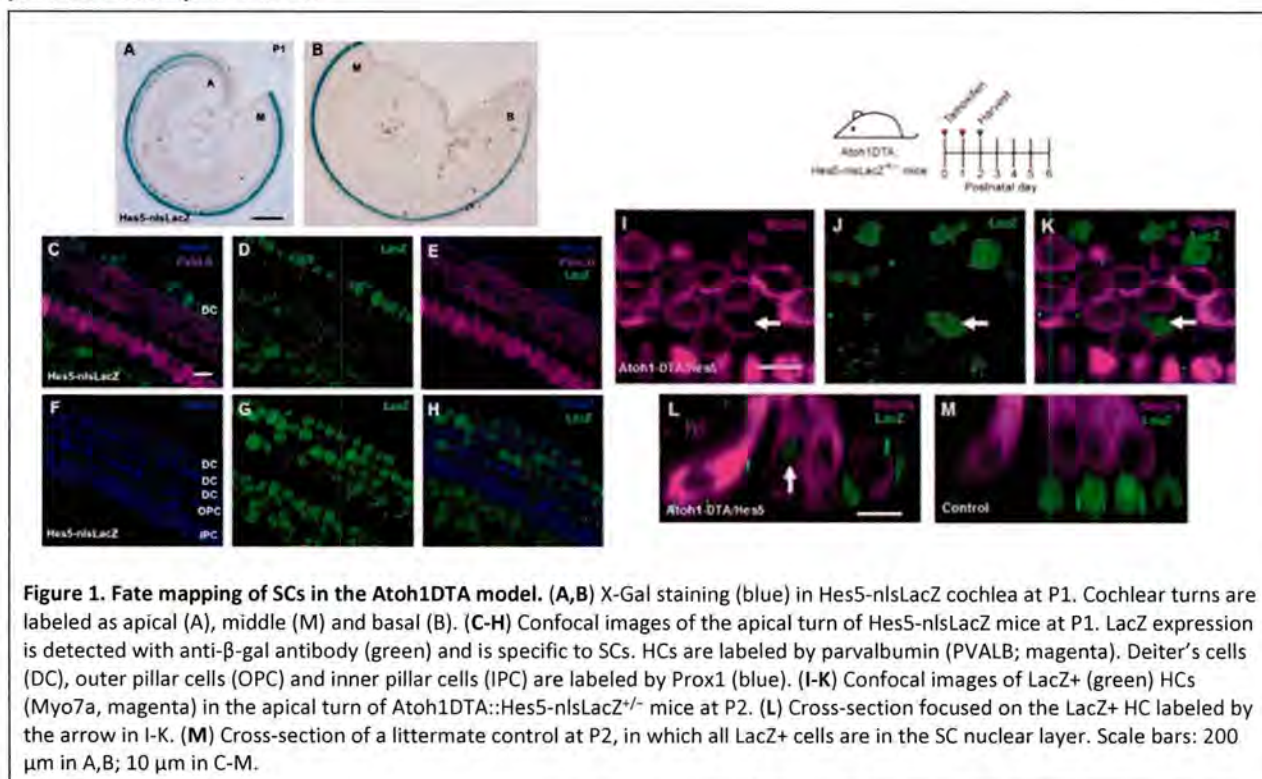 A
P1
A
M
Hes5-nlsLacZ
B
M
B
Tamoxifen
Harvest
Atoh1DTA::
Hes5-nlsLacZ+/- mice
0 1 2 3 4 5 6
Postnatal day
C
PVALB
LacZ
DC
Hes5-nlsLacZ
D
LacZ
E
PVALB
F
DC
DC
DC
OPC
IPC
Hes5-nlsLacZ
G
LacZ
H
LacZ
I
Myo7a
Atoh1-DTA/Hes5
J
LacZ
K
Myo7a
LacZ
L
Myo7a
LacZ
Atoh1-DTA/Hes5
M
Myo7a
LacZ
Control
Figure 1. Fate mapping of SCs in the Atoh1DTA model. (A,B) X-Gal staining (blue) in Hes5-nlsLacZ cochlea at P1. Cochlear turns are
labeled as apical (A), middle (M) and basal (B). (C-H) Confocal images of the apical turn of Hes5-nlsLacZ mice at P1. LacZ expression
is detected with anti-β-gal antibody (green) and is specific to SCs. HCs are labeled by parvalbumin (PVALB; magenta). Deiter's cells
(DC), outer pillar cells (OPC) and inner pillar cells (IPC) are labeled by Prox1 (blue). (I-K) Confocal images of LacZ+ (green) HCs
(Myo7a, magenta) in the apical turn of Atoh1DTA::Hes5-nlsLacZ+/- mice at P2. (L) Cross-section focused on the LacZ+ HC labeled by
the arrow in I-K. (M) Cross-section of a littermate control at P2, in which all LacZ+ cells are in the SC nuclear layer. Scale bars: 200
µm in A,B; 10 µm in C-M.